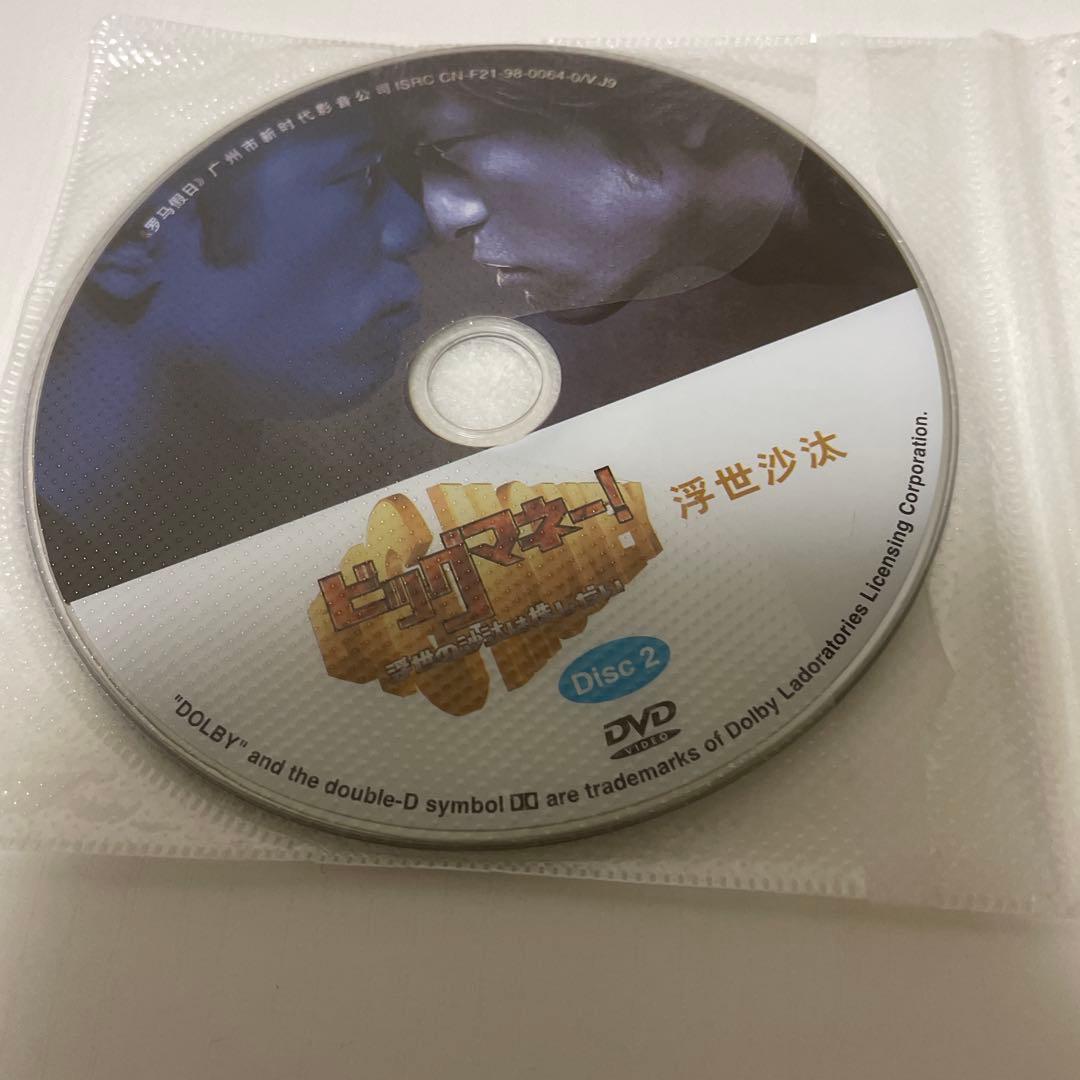 《罗马假日》广州市新时代影音公司 ISRC CN-F21-98-0064-0/V.J9
浮世沙汰
ビッグマネー!
浮世の沙汰は株しだい
Disc 2
DVD
VIDEO
"DOLBY" and the double-D symbol are trademarks of Dolby Ladoratories Licensing Corporation.